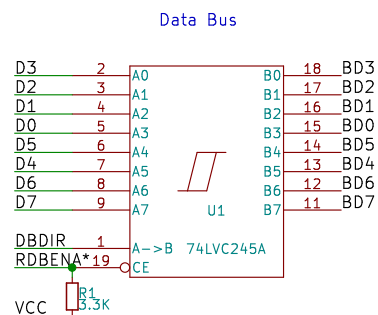 Data Bus
D3 2 A0 B0 18 BD3
D2 3 A1 B1 17 BD2
D1 4 A2 B2 16 BD1
D0 5 A3 B3 15 BD0
D5 6 A4 B4 14 BD5
D4 7 A5 B5 13 BD4
D6 8 A6 B6 12 BD6
D7 9 A7 U1 B7 11 BD7
DBDIR 1 A->B 74LVC245A
RDBENA* 19 CE
R1
VCC 3.3K